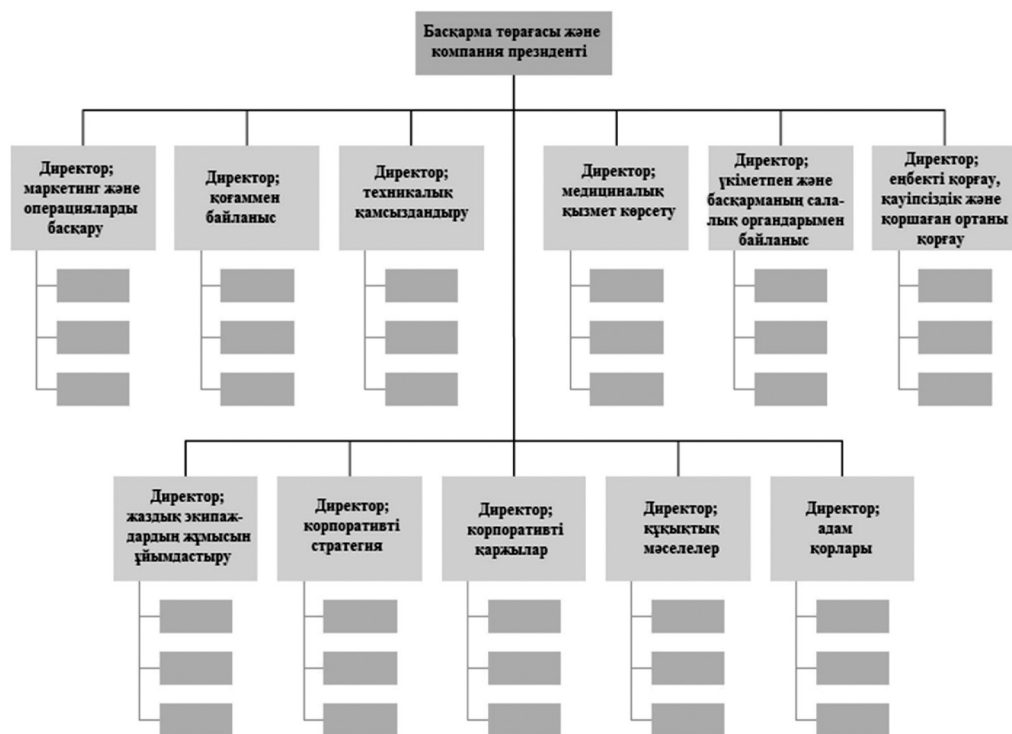 Басқарма төрағасы және
компания президенті
Директор;
маркетинг және
операцияларды
басқару
Директор;
қоғаммен
байланыс
Директор;
техникалық
қамсыздандыру
Директор;
медициналық
қызмет көрсету
Директор;
үкіметпен және
басқарманың сала-
лық органдарымен
байланыс
Директор;
еңбекті қорғау,
қауіпсіздік және
қоршаған ортаны
қорғау
Директор;
жаздық экипаж-
дардың жұмысын
ұйымдастыру
Директор;
корпоративті
стратегия
Директор;
корпоративті
қаржылар
Директор;
құқықтық
мәселелер
Директор;
адам
қорлары